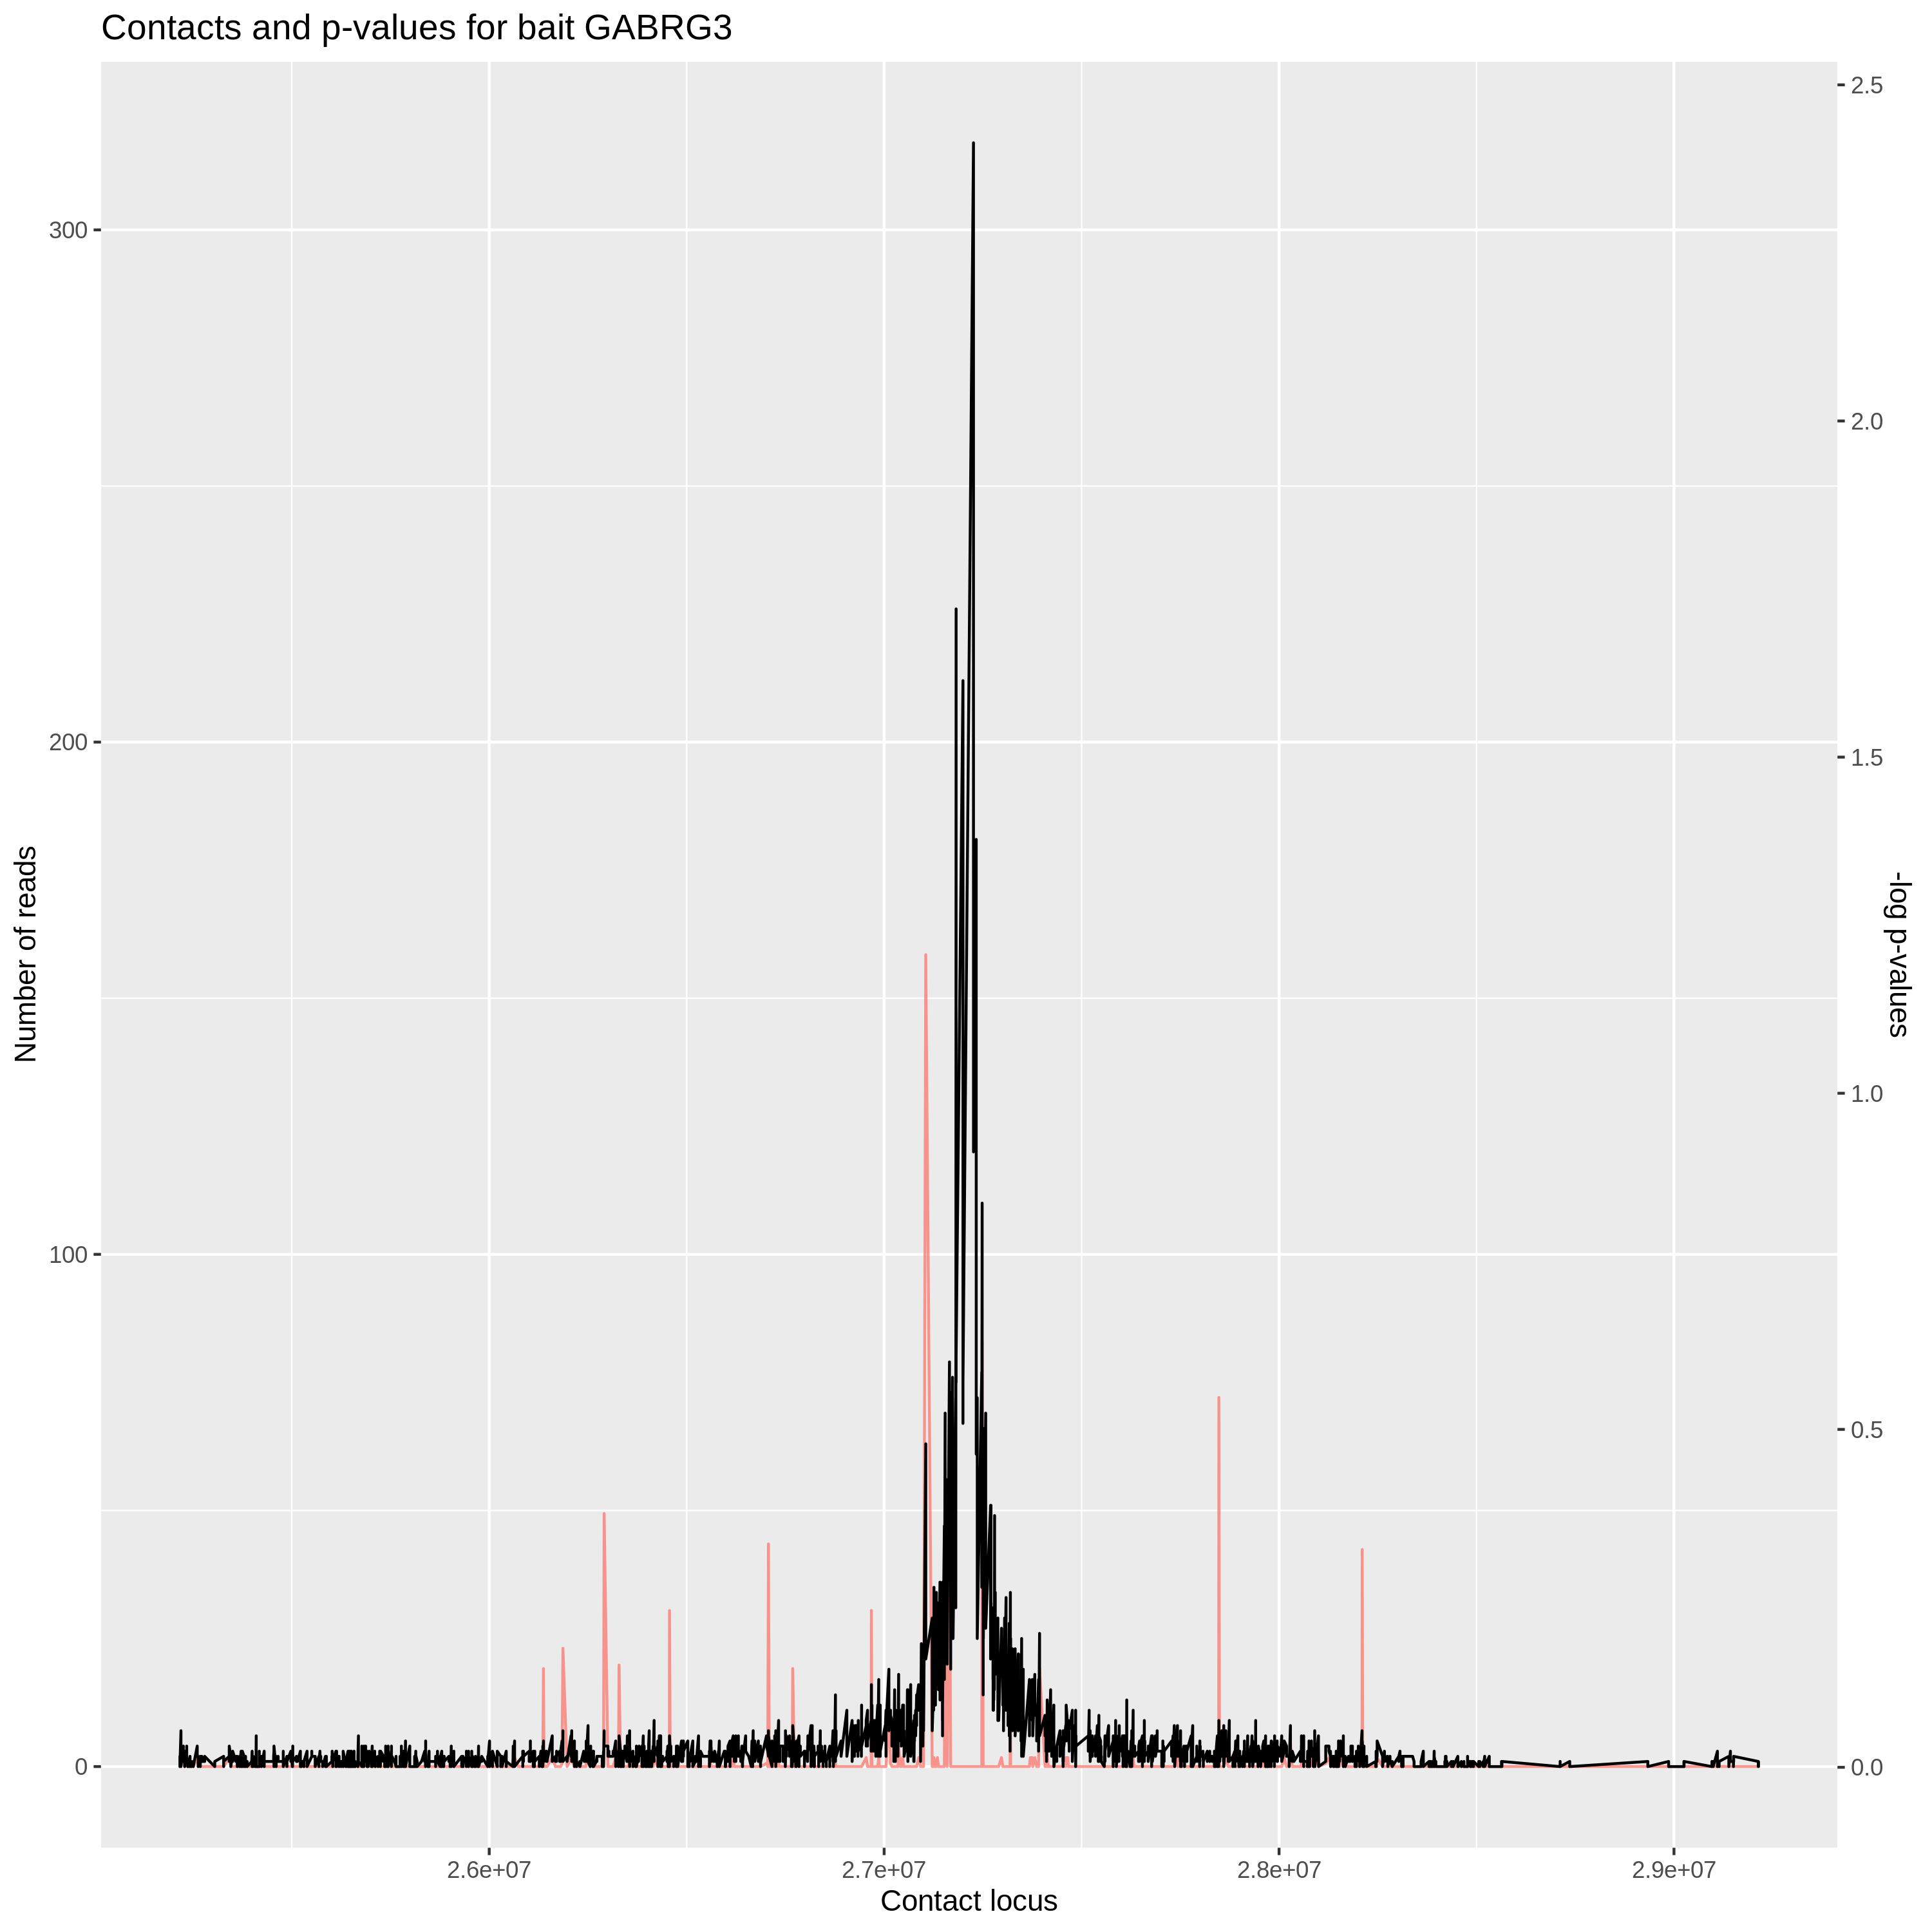 Contacts and p-values for bait GABRG3
Number of reads
300
200
100
0
2.5
2.0
1.5
1.0
0.5
0.0
-log p-values
2.6e+07
2.7e+07
2.8e+07
2.9e+07
Contact locus